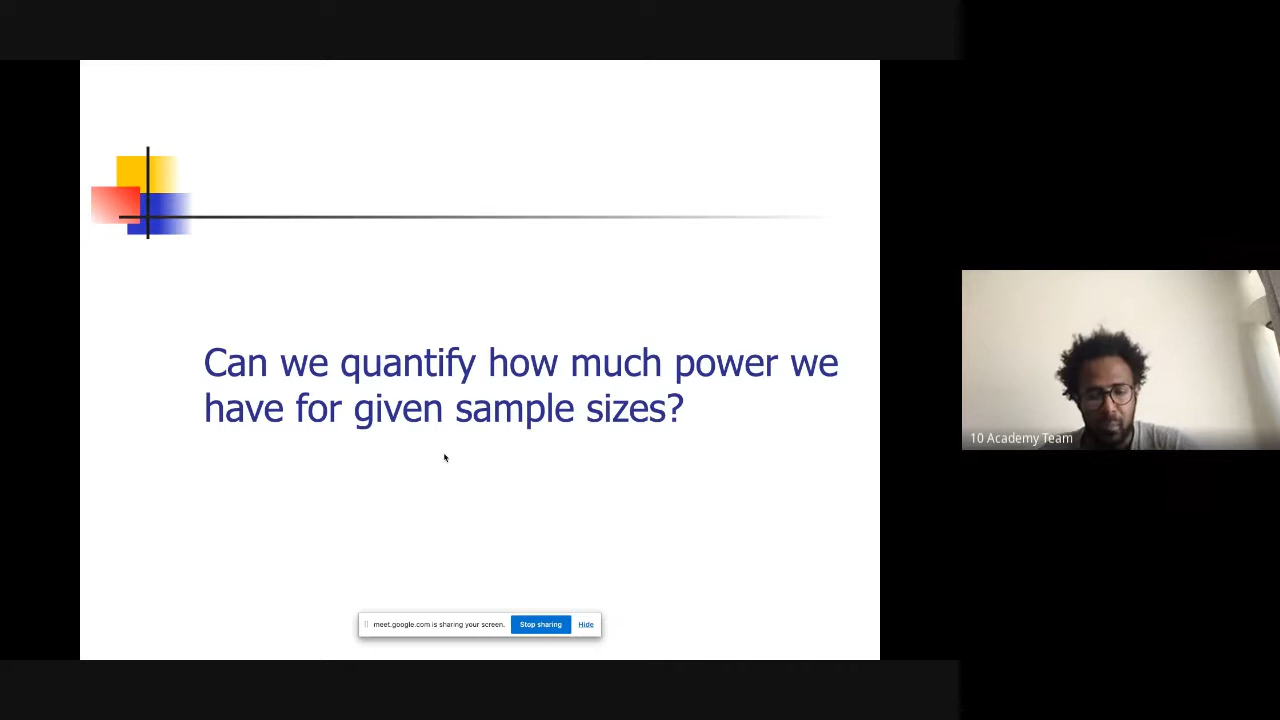 Can we quantify how much power we
have for given sample sizes?
10 Academy Team
meet.google.com is sharing your screen. Stop sharing Hide